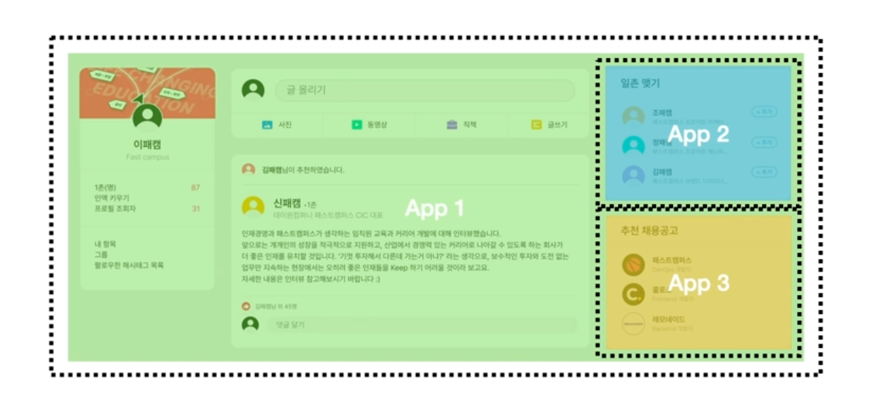 CHANGING
EDUCATION
이패캠
Fast campus
1촌(명) 87
인맥 키우기
프로필 조회자 31
내 항목
그룹
팔로우한 해시태그 목록
글 올리기
사진 동영상 직책 글쓰기
김패캠님이 추천하였습니다.
신패캠 • 1촌
데이원컴퍼니 패스트캠퍼스 CIC 대표
App 1
인재경영과 패스트캠퍼스가 생각하는 임직원 교육과 커리어 개발에 대해 인터뷰했습니다.
앞으로는 개개인의 성장을 적극적으로 지원하고, 산업에서 경쟁력 있는 커리어로 나아갈 수 있도록 하는 회사가
더 좋은 인재를 유치할 것입니다. '기껏 투자해서 다른데 가는거 아냐?' 라는 생각으로, 보수적인 투자와 도전 없는
업무만 지속하는 현장에서는 오히려 좋은 인재들을 Keep 하기 어려울 것이라 보고요.
자세한 내용은 인터뷰 참고해보시기 바랍니다 :)
김패캠님 외 49명
댓글 달기
일촌 맺기
조패캠
App 2
정패캠
김패캠
추천 채용공고
패스트캠퍼스
App 3
레모네이드